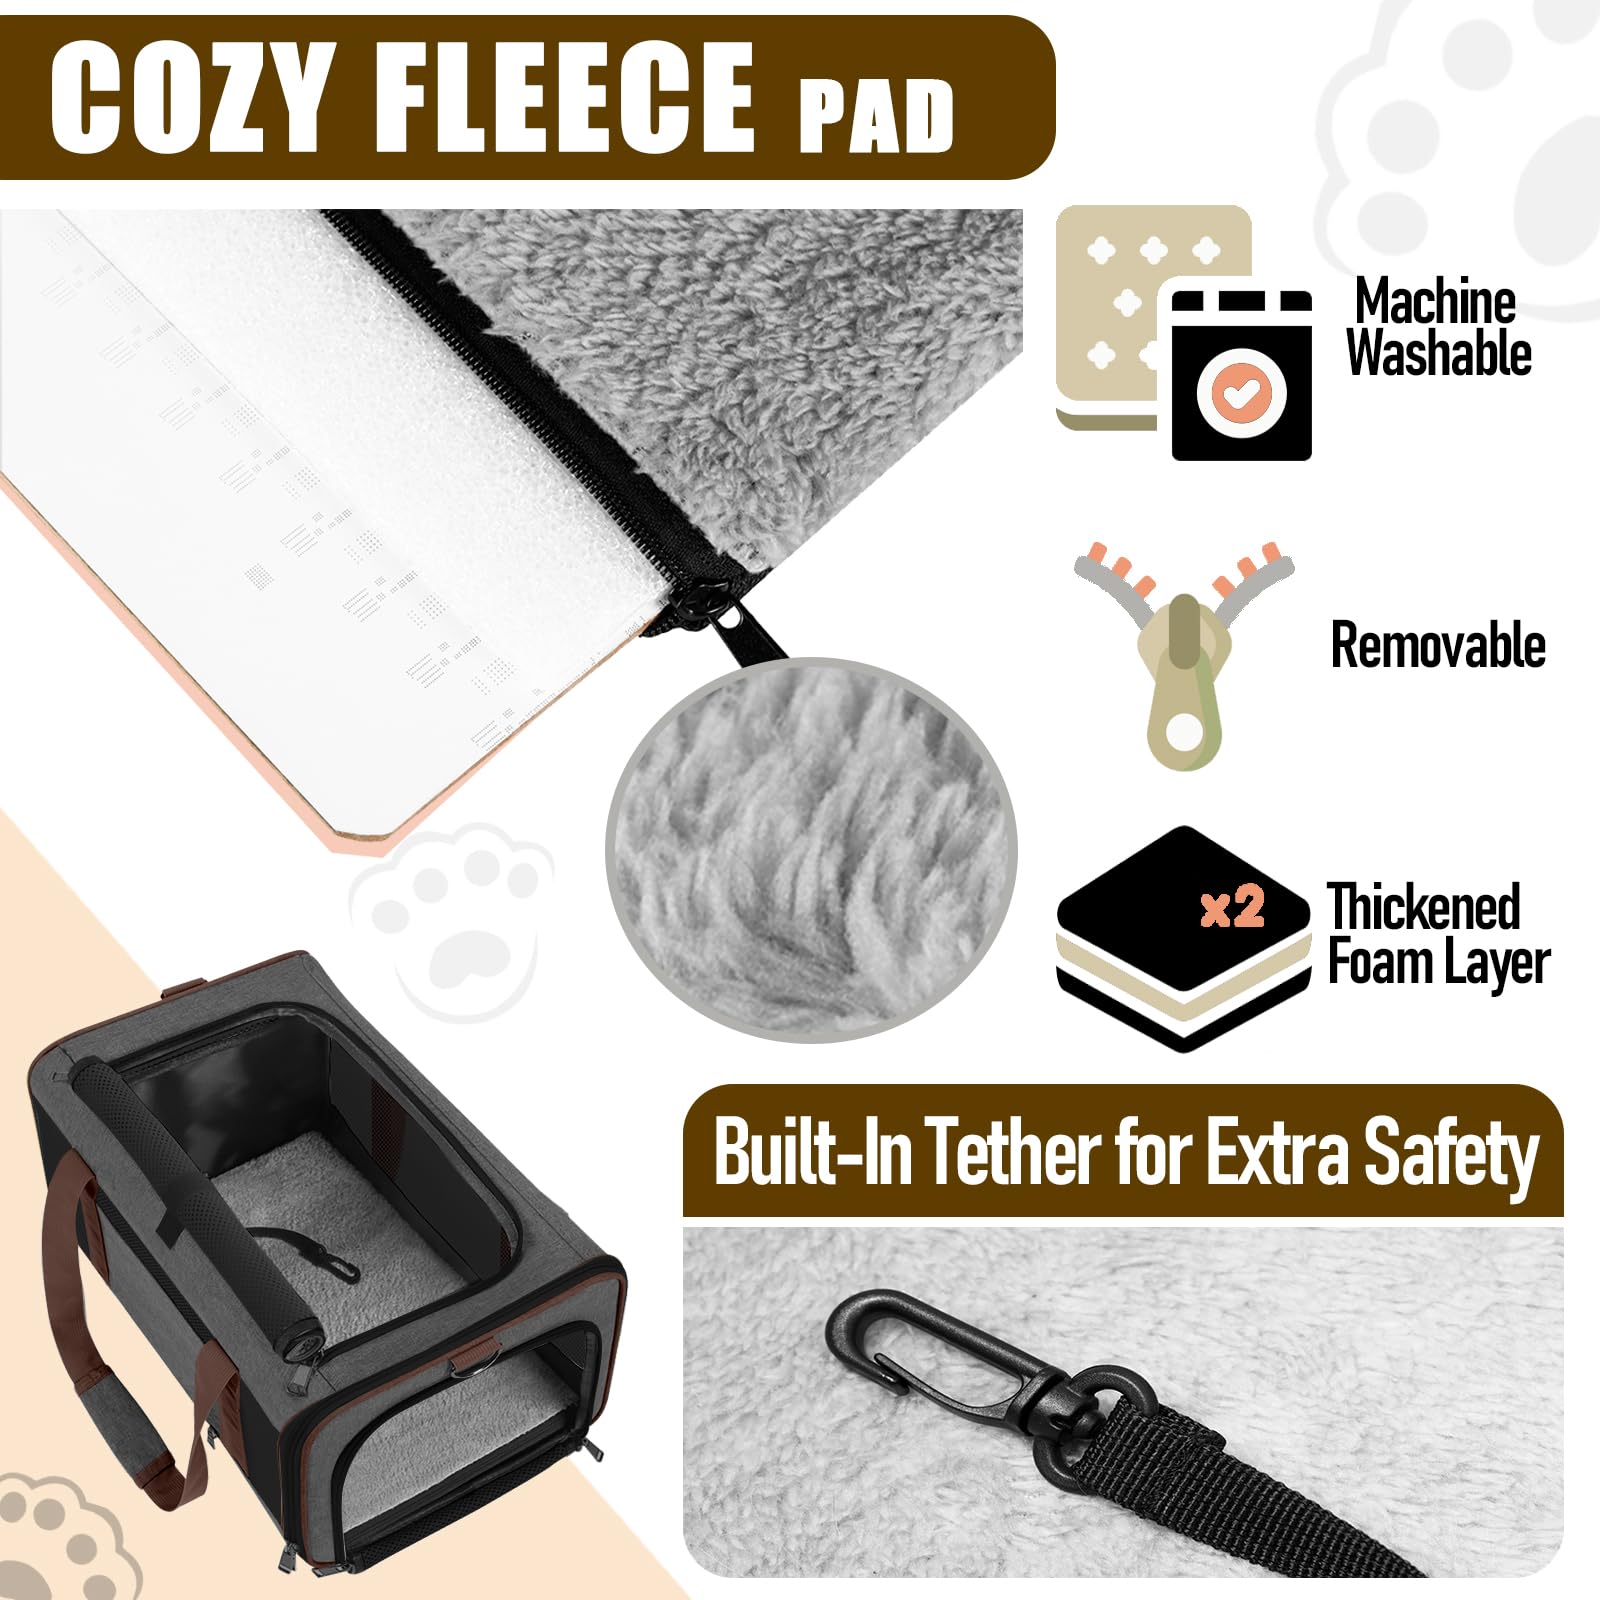 COZY FLEECE PAD
Machine
Washable
Removable
x2
Thickened
Foam Layer
Built-In Tether for Extra Safety